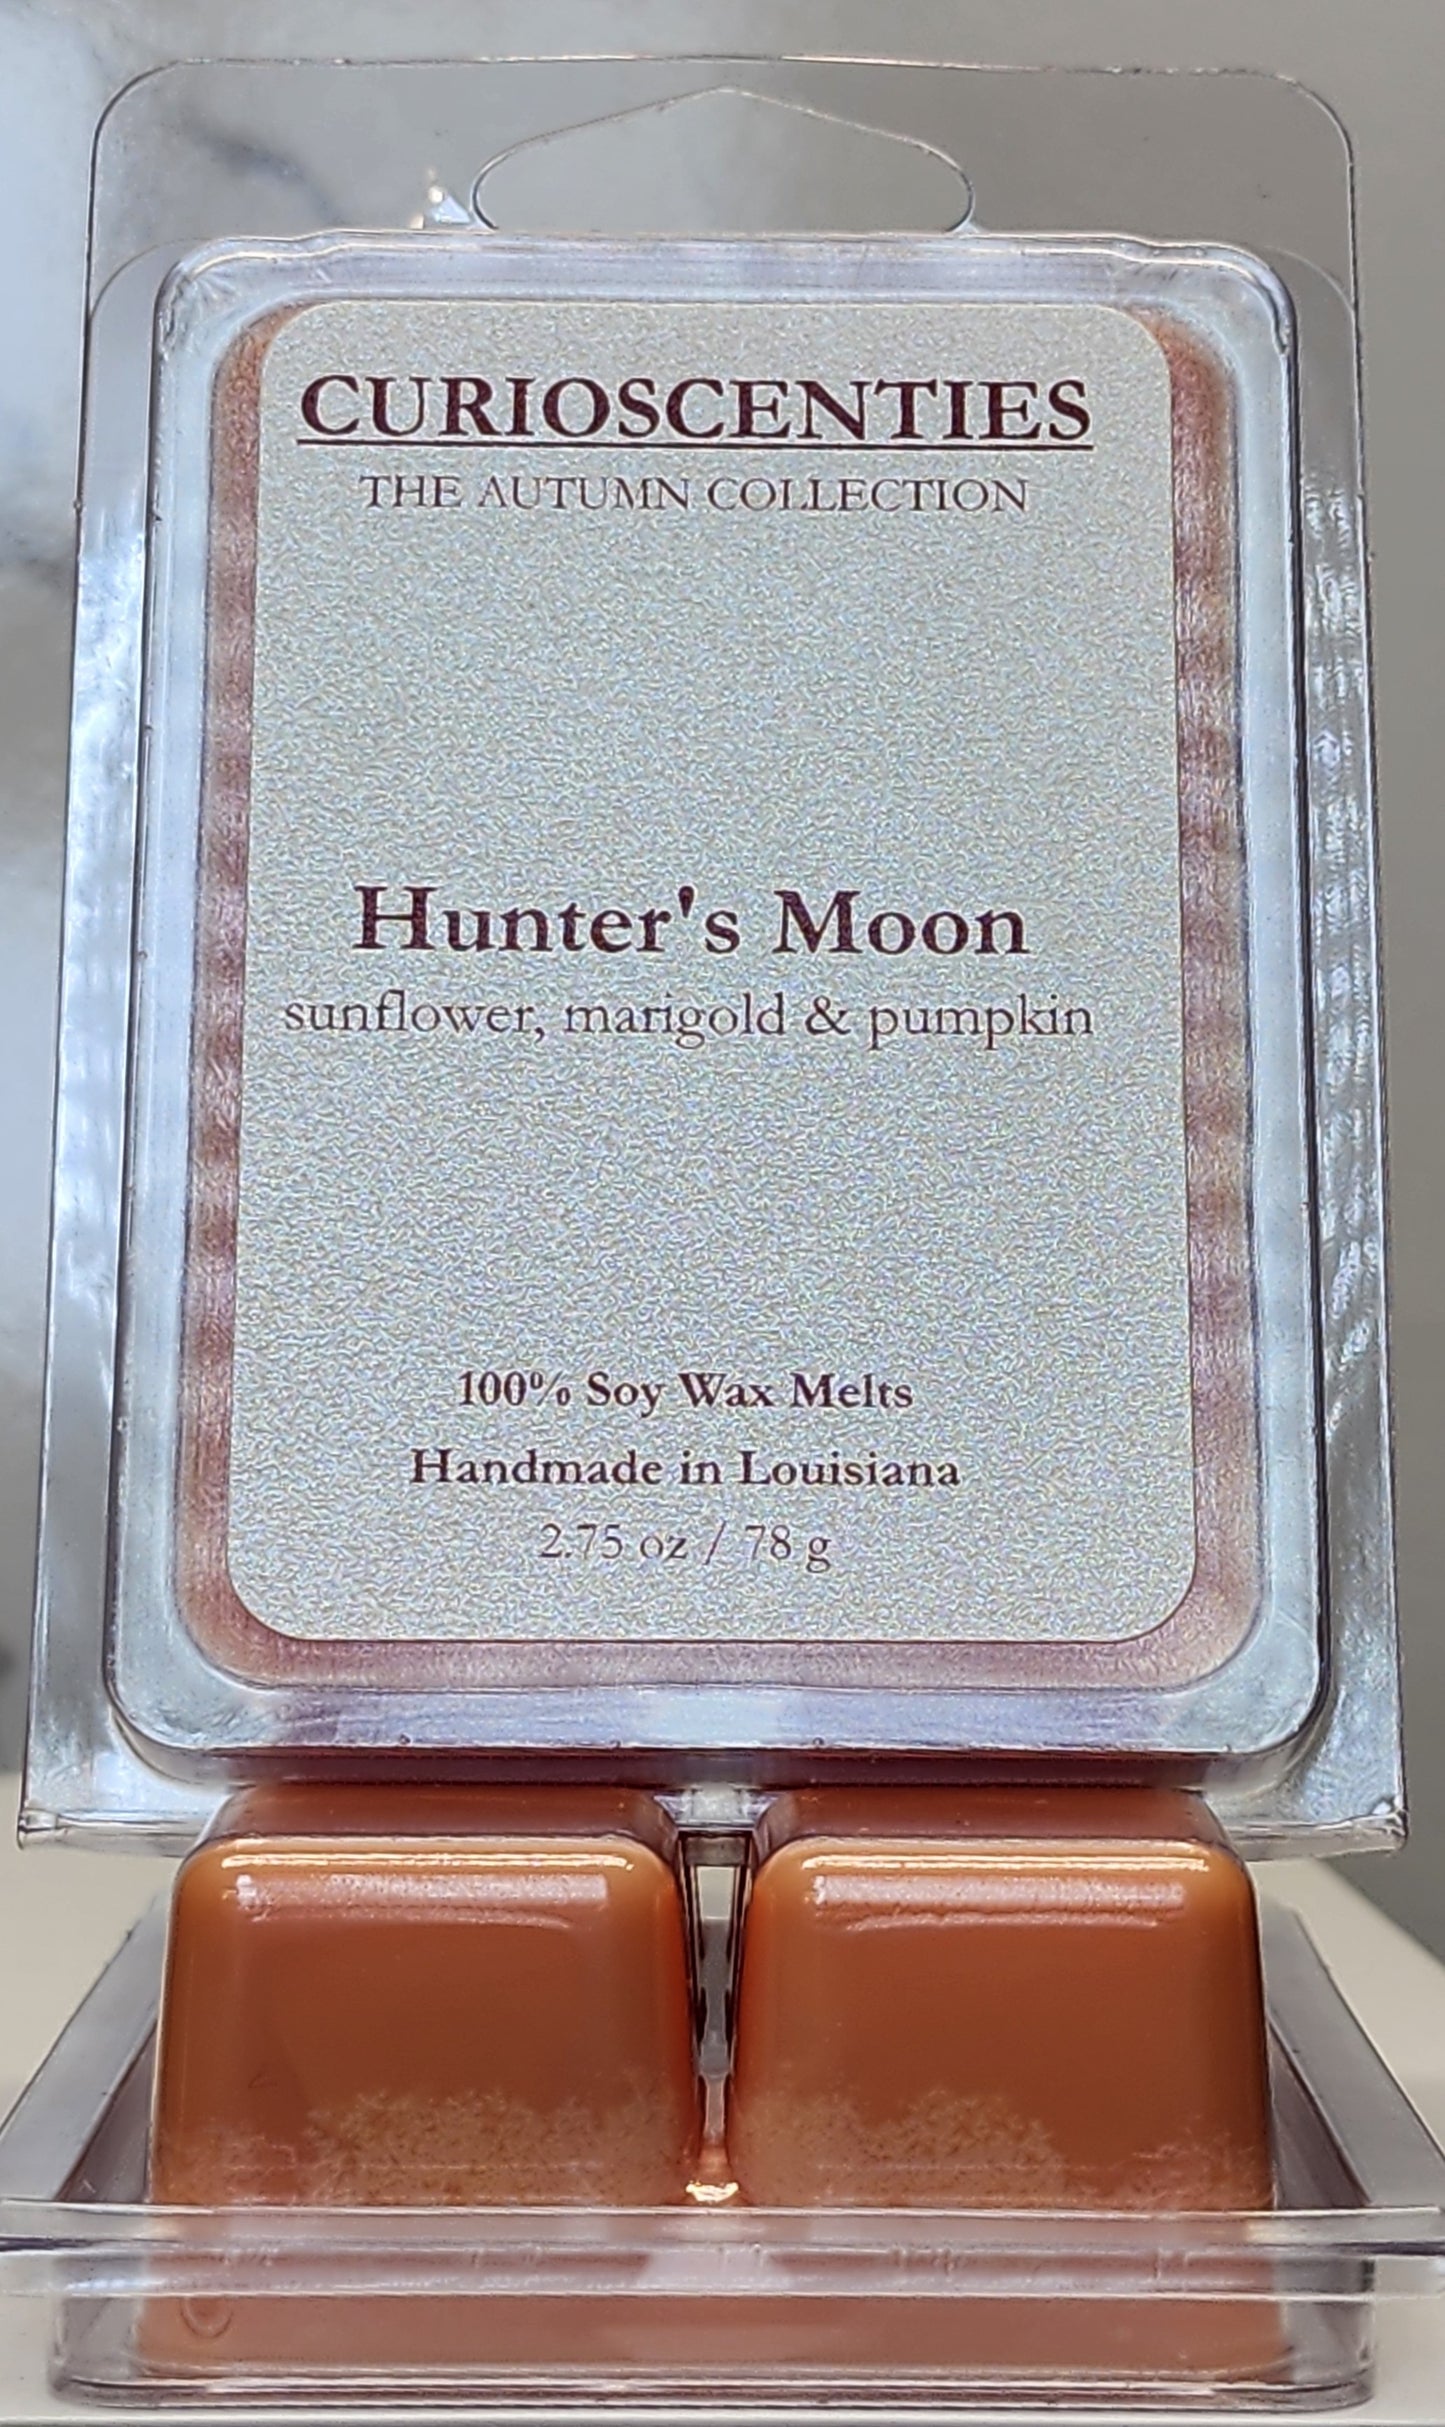 CURIOSCENTIES
THE AUTUMN COLLECTION
Hunter's Moon
sunflower, marigold & pumpkin
100% Soy Wax Melts
Handmade in Louisiana
2.75 oz / 78 g